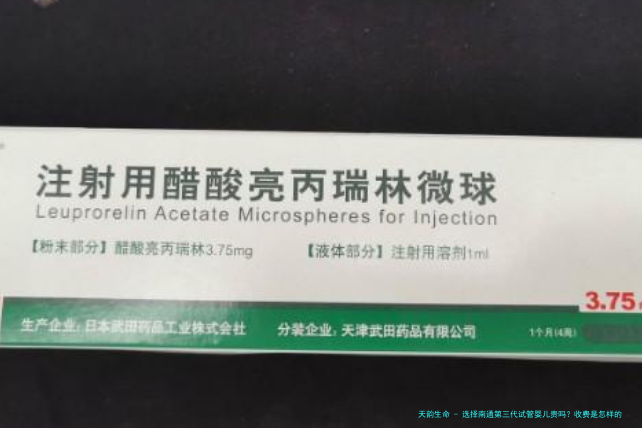 注射用醋酸亮丙瑞林微球
Leuprorelin Acetate Microspheres for Injection
【粉末部分】醋酸亮丙瑞林3.75mg 【液体部分】注射用溶剂1ml
3.75
生产企业：日本武田药品工业株式会社 分装企业：天津武田药品有限公司 1个月(4周)
天韵生命 - 选择南通第三代试管婴儿贵吗？收费是怎样的